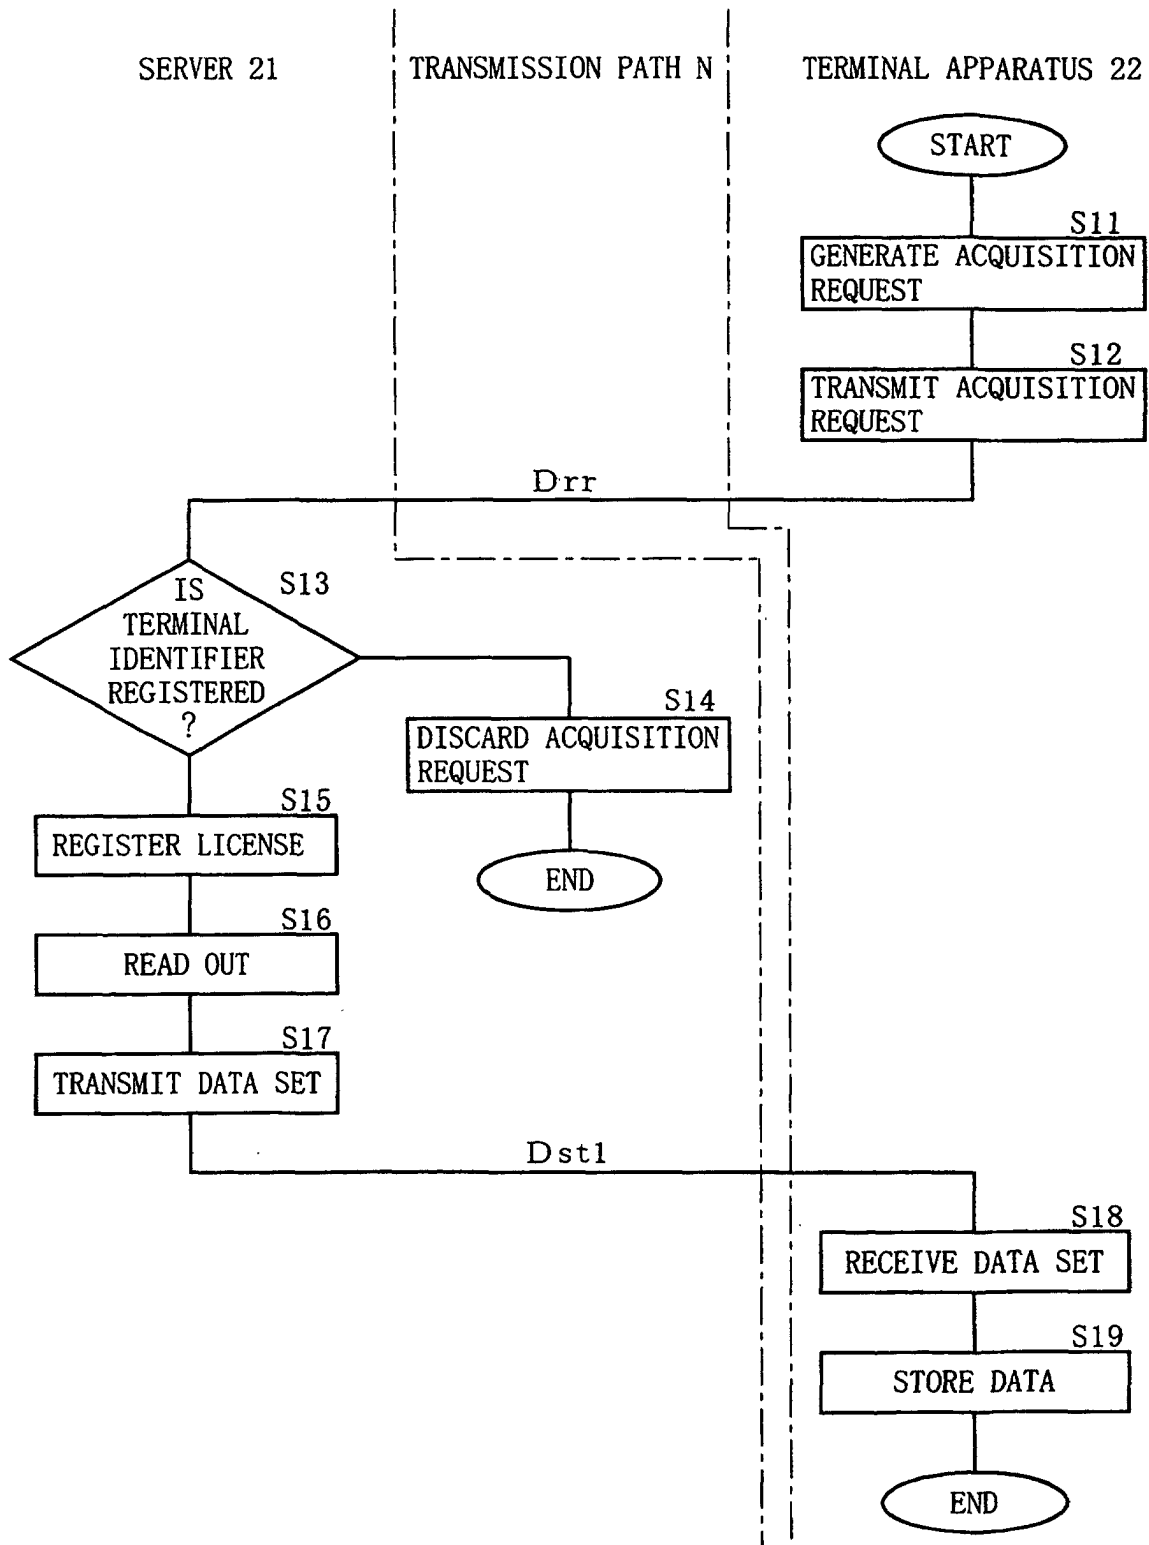 SERVER 21
TRANSMISSION PATH N
TERMINAL APPARATUS 22
START
S11
GENERATE ACQUISITION
REQUEST
S12
TRANSMIT ACQUISITION
REQUEST
Drr
S13
IS
TERMINAL
IDENTIFIER
REGISTERED
?
S14
DISCARD ACQUISITION
REQUEST
END
S15
REGISTER LICENSE
S16
READ OUT
S17
TRANSMIT DATA SET
Dst1
S18
RECEIVE DATA SET
S19
STORE DATA
END